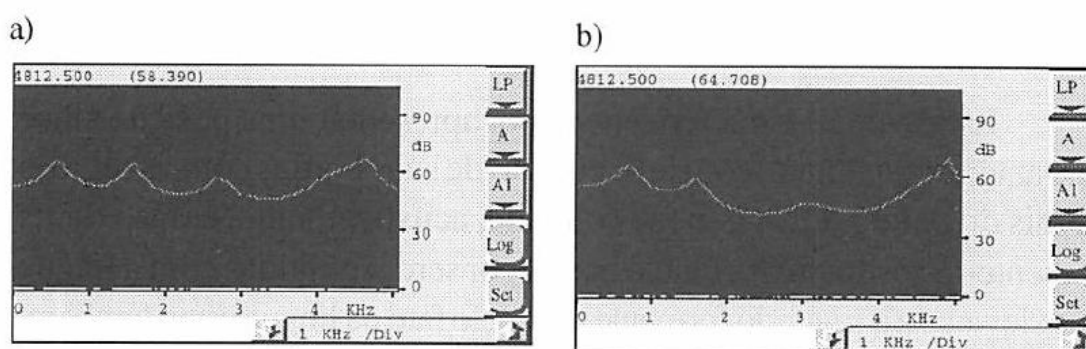 a)
4812.500 (58.390)
LP
A
A1
Log
Set
90
dB
60
30
0
0 1 2 3 4 KHz
1 KHz /Div
b)
4812.500 (64.708)
LP
A
A1
Log
Set
90
dB
60
30
0
0 1 2 3 4 KHz
1 KHz /Div